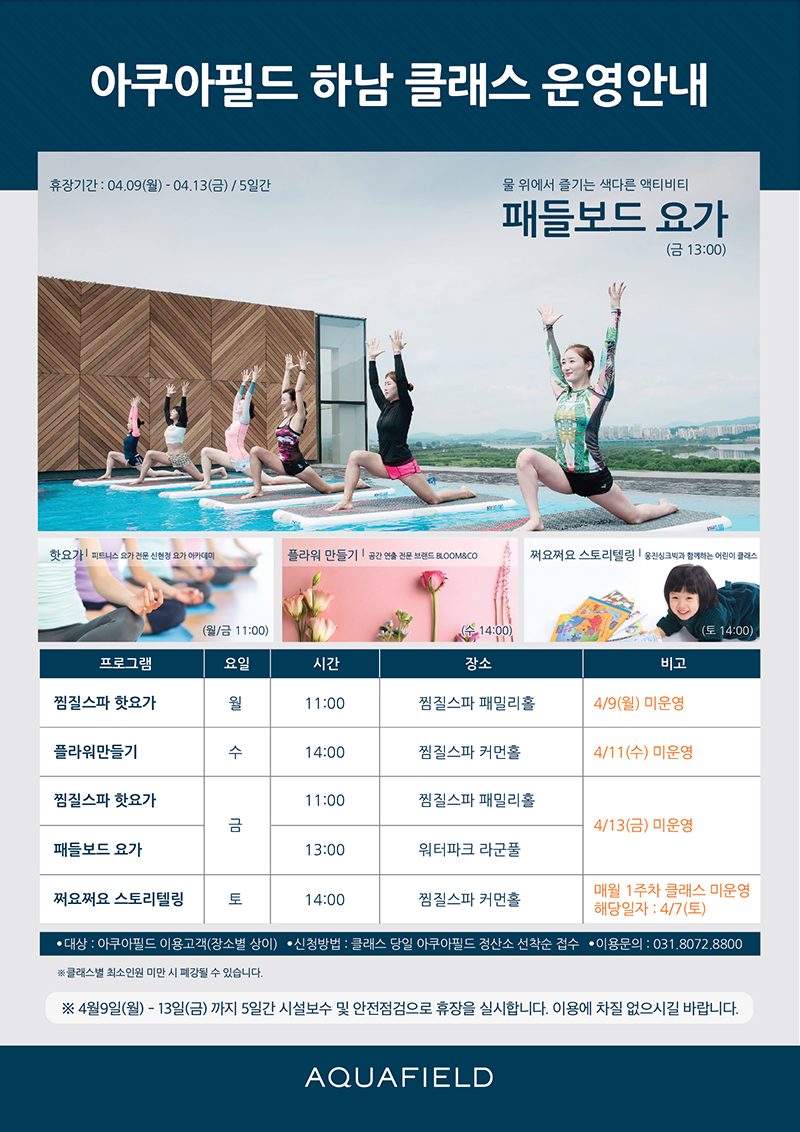 아쿠아필드 하남 클래스 운영안내
휴장기간 : 04.09(월) - 04.13(금) / 5일간
물 위에서 즐기는 색다른 액티비티
패들보드 요가
(금 13:00)
핫요가 | 피트니스 요가 전문 신현정 요가 아카데미
(월/금 11:00)
플라워 만들기 | 공간 연출 전문 브랜드 BLOOM&CO
(수 14:00)
쩌요쩌요 스토리텔링 | 웅진싱크빅과 함께하는 어린이 클래스
(토 14:00)
프로그램 요일 시간 장소 비고
찜질스파 핫요가 월 11:00 찜질스파 패밀리홀 4/9(월) 미운영
플라워만들기 수 14:00 찜질스파 커먼홀 4/11(수) 미운영
찜질스파 핫요가 금 11:00 찜질스파 패밀리홀 4/13(금) 미운영
패들보드 요가 13:00 워터파크 라군풀
쩌요쩌요 스토리텔링 토 14:00 찜질스파 커먼홀 매월 1주차 클래스 미운영
해당일자 : 4/7(토)
•대상 : 아쿠아필드 이용고객(장소별 상이) •신청방법 : 클래스 당일 아쿠아필드 정산소 선착순 접수 •이용문의 : 031.8072.8800
※클래스별 최소인원 미만 시 폐강될 수 있습니다.
※ 4월9일(월) - 13일(금) 까지 5일간 시설보수 및 안전점검으로 휴장을 실시합니다. 이용에 차질 없으시길 바랍니다.
AQUAFIELD